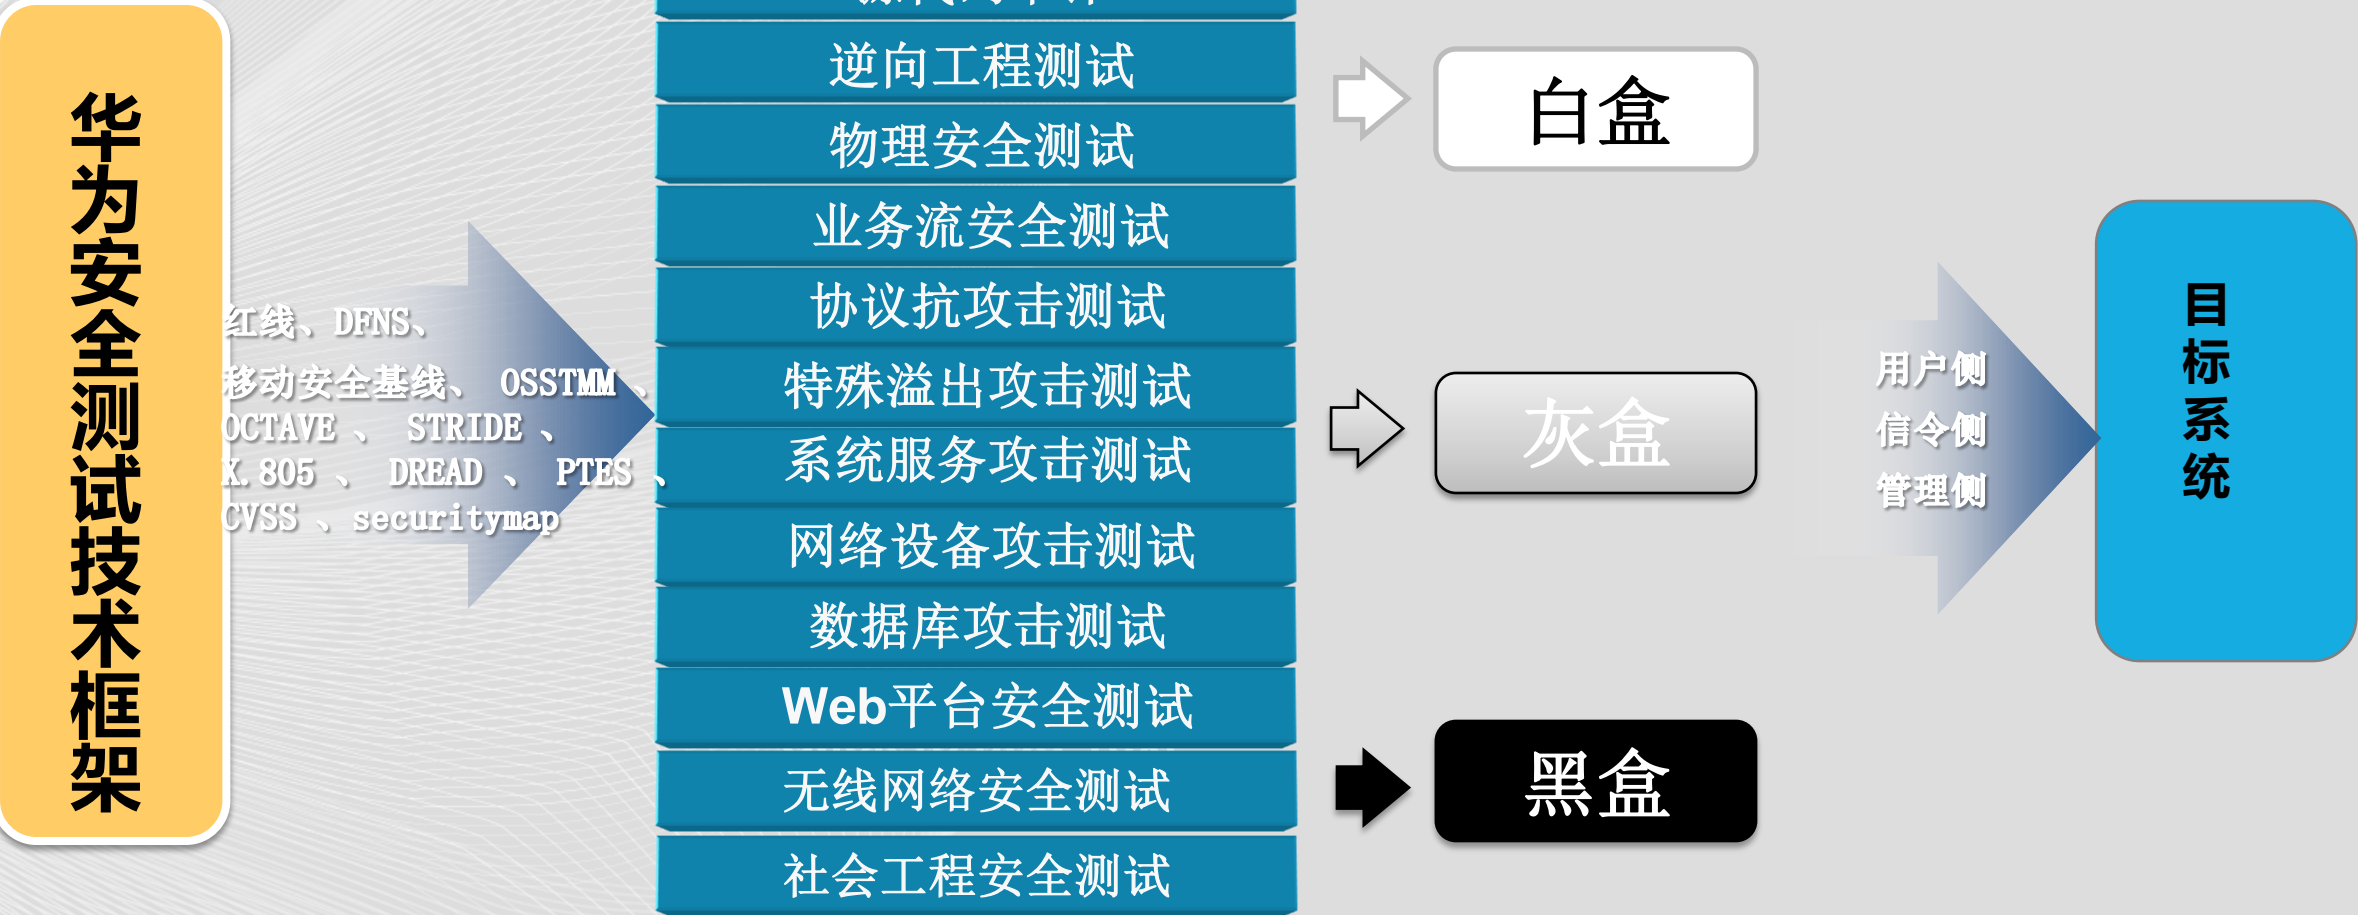 华为安全测试技术框架
红线、DFNS、
移动安全基线、 OSSTMM 、
OCTAVE 、 STRIDE 、
X.805 、 DREAD 、 PTES 、
CVSS 、securitymap
逆向工程测试
物理安全测试
业务流安全测试
协议抗攻击测试
特殊溢出攻击测试
系统服务攻击测试
网络设备攻击测试
数据库攻击测试
Web平台安全测试
无线网络安全测试
社会工程安全测试
白盒
灰盒
黑盒
用户侧
信令侧
管理侧
目标系统